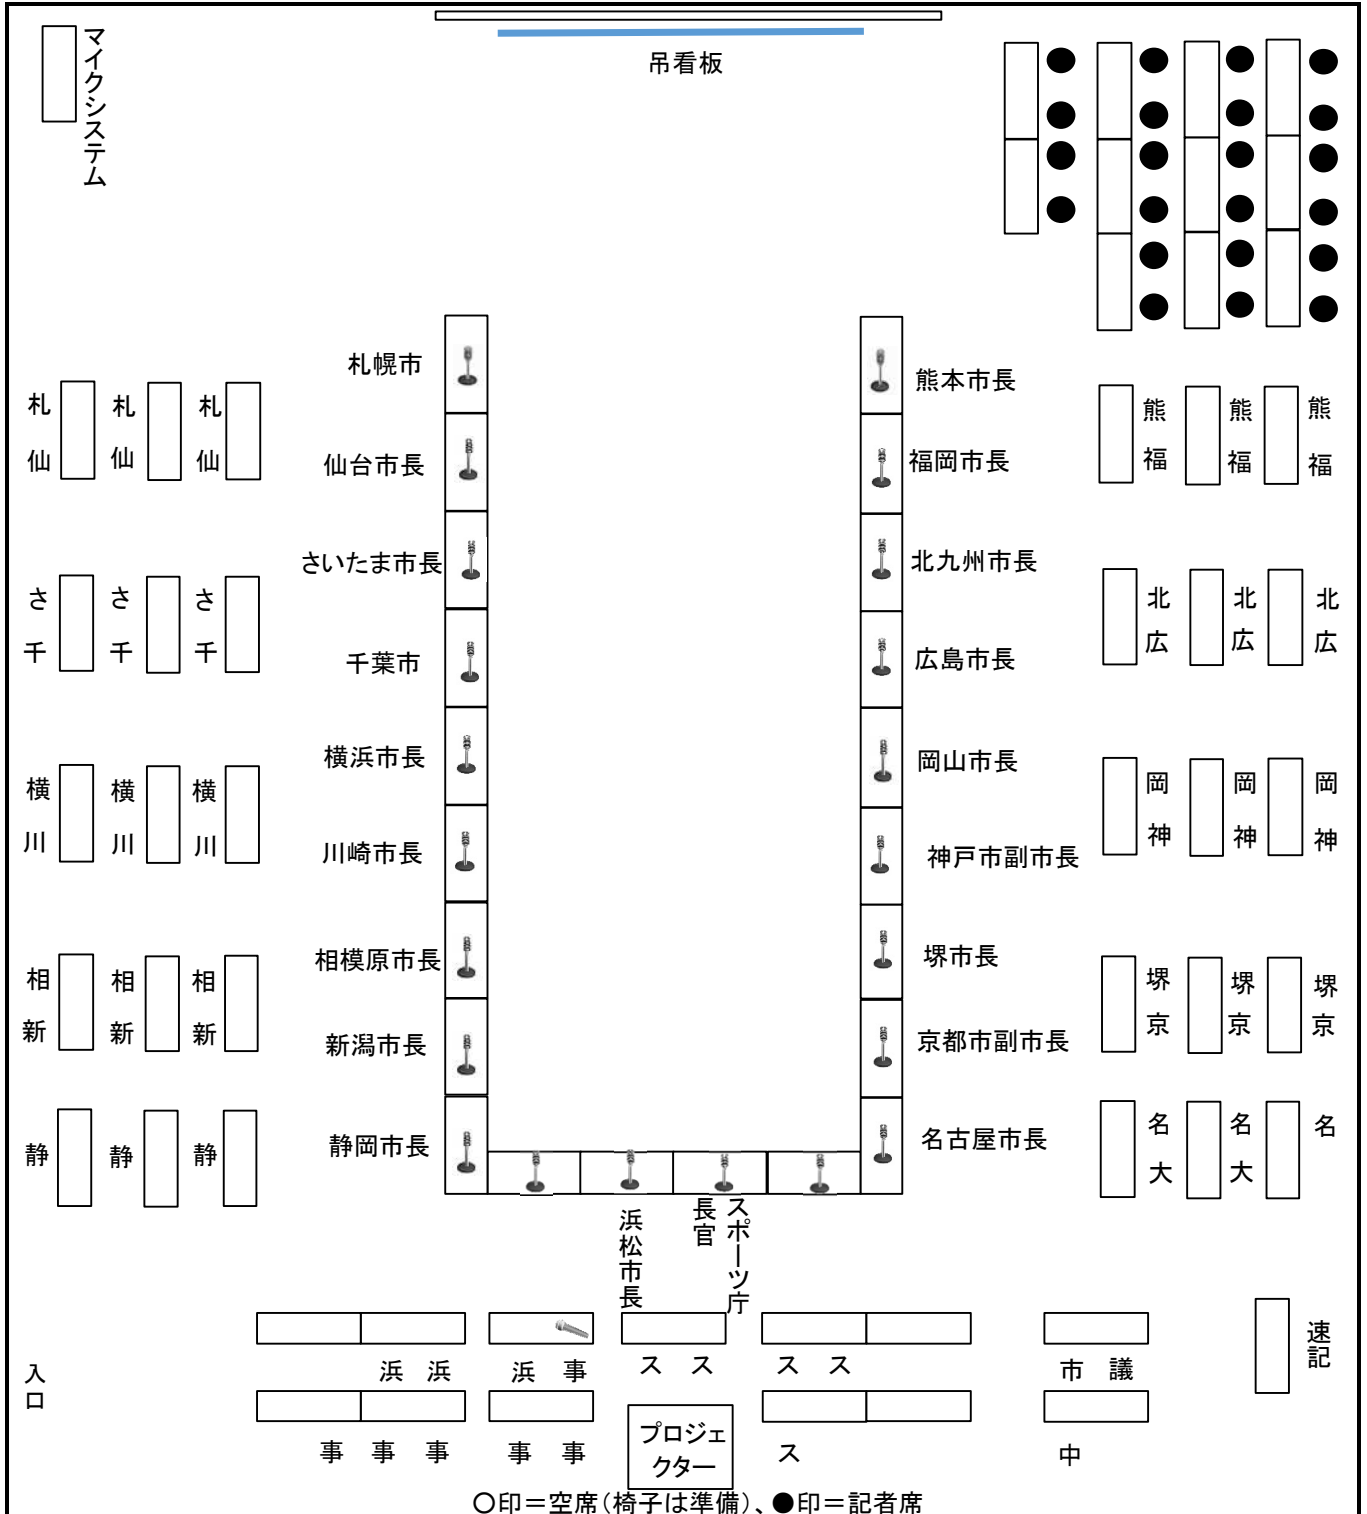 マイクシステム
吊看板
札幌市
仙台市長
さいたま市長
千葉市
横浜市長
川崎市長
相模原市長
新潟市長
静岡市長
熊本市長
福岡市長
北九州市長
広島市長
岡山市長
神戸市副市長
堺市長
京都市副市長
名古屋市長
札 札 札
仙 仙 仙
さ さ さ
千 千 千
横 横 横
川 川 川
相 相 相
新 新 新
静 静 静
熊 熊 熊
福 福 福
北 北 北
広 広 広
岡 岡 岡
神 神 神
堺 堺 堺
京 京 京
名 名 名
大 大
浜松市長
スポーツ庁
長官
入口
浜 浜 浜 事 ス ス ス ス 市 議
速記
事 事 事 事 事
プロジェ
クター
ス
中
○印＝空席（椅子は準備）、●印＝記者席